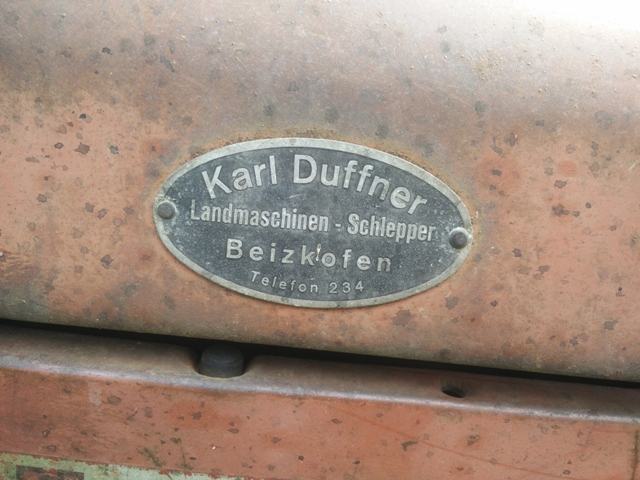 Karl Duffner
Landmaschinen - Schlepper
Beizkofen
Telefon 234